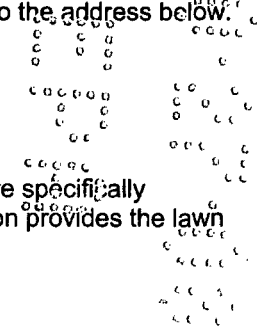 o the address below.
e specifically
on provides the lawn